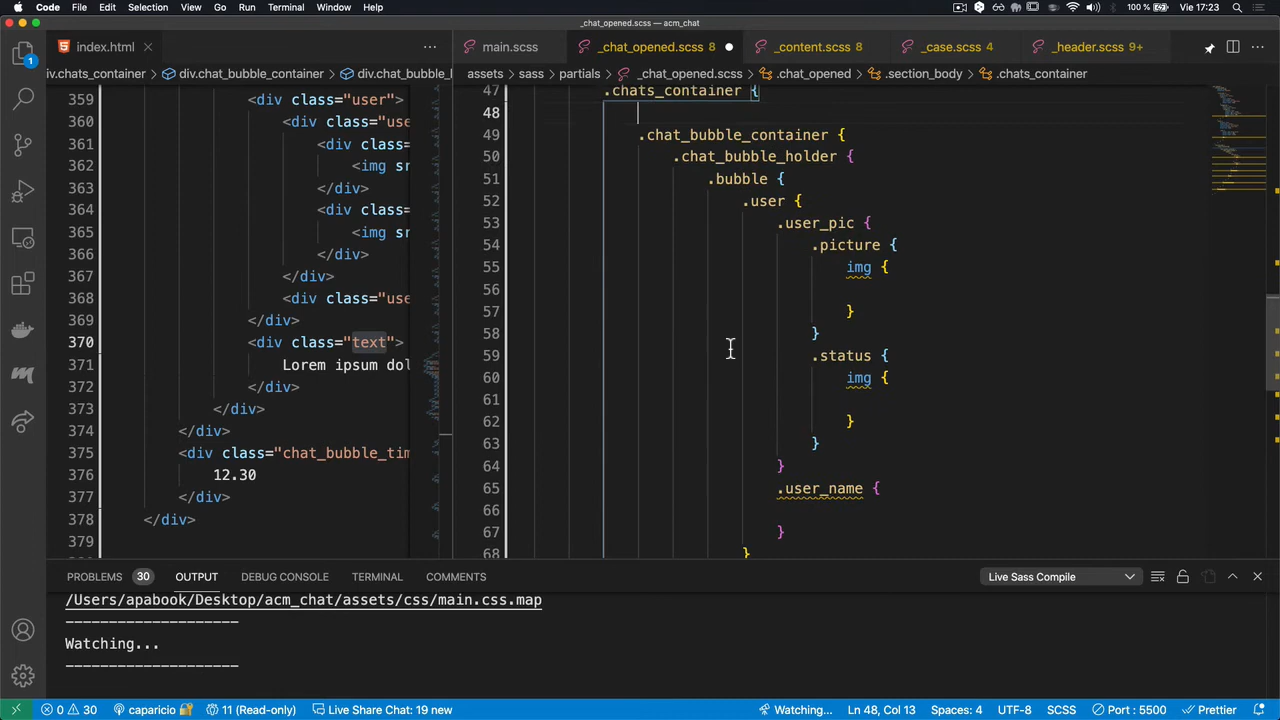 Code File Edit Selection View Go Run Terminal Window Help 100 % Vie 17:23
_chat_opened.scss — acm_chat
index.html
main.scss _chat_opened.scss 8 _content.scss 8 _case.scss 4 _header.scss 9+
iv.chats_container > div.chat_bubble_container > div.chat_bubble_l
assets > sass > partials > _chat_opened.scss > .chat_opened > .section_body > .chats_container
359 <div class="user">
360 <div class="use
361 <div class=
362 <img sr
363 </div>
364 <div class=
365 <img sr
366 </div>
367 </div>
368 <div class="use
369 </div>
370 <div class="text">
371 Lorem ipsum dol
372 </div>
373 </div>
374 </div>
375 <div class="chat_bubble_tim
376 12.30
377 </div>
378 </div>
379
47 .chats_container {
48
49 .chat_bubble_container {
50 .chat_bubble_holder {
51 .bubble {
52 .user {
53 .user_pic {
54 .picture {
55 img {
56
57 }
58 }
59 .status {
60 img {
61
62 }
63 }
64 }
65 .user_name {
66
67 }
68 }
1
PROBLEMS 30 OUTPUT DEBUG CONSOLE TERMINAL COMMENTS Live Sass Compile
/Users/apabook/Desktop/acm_chat/assets/css/main.css.map
--------------------
Watching...
--------------------
0 30 caparicio 11 (Read-only) Live Share Chat: 19 new Watching... Ln 48, Col 13 Spaces: 4 UTF-8 LF SCSS Port : 5500 Prettier